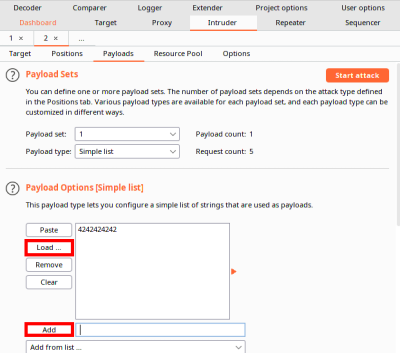 Decoder Comparer Logger Extender Project options User options
Dashboard Target Proxy Intruder Repeater Sequencer
1 × 2 × ...
Target Positions Payloads Resource Pool Options
? Payload Sets Start attack
You can define one or more payload sets. The number of payload sets depends on the attack type defined
in the Positions tab. Various payload types are available for each payload set, and each payload type can be
customized in different ways.
Payload set: 1 Payload count: 1
Payload type: Simple list Request count: 5
? Payload Options [Simple list]
This payload type lets you configure a simple list of strings that are used as payloads.
Paste 4242424242
Load ...
Remove
Clear
Add
Add from list ...